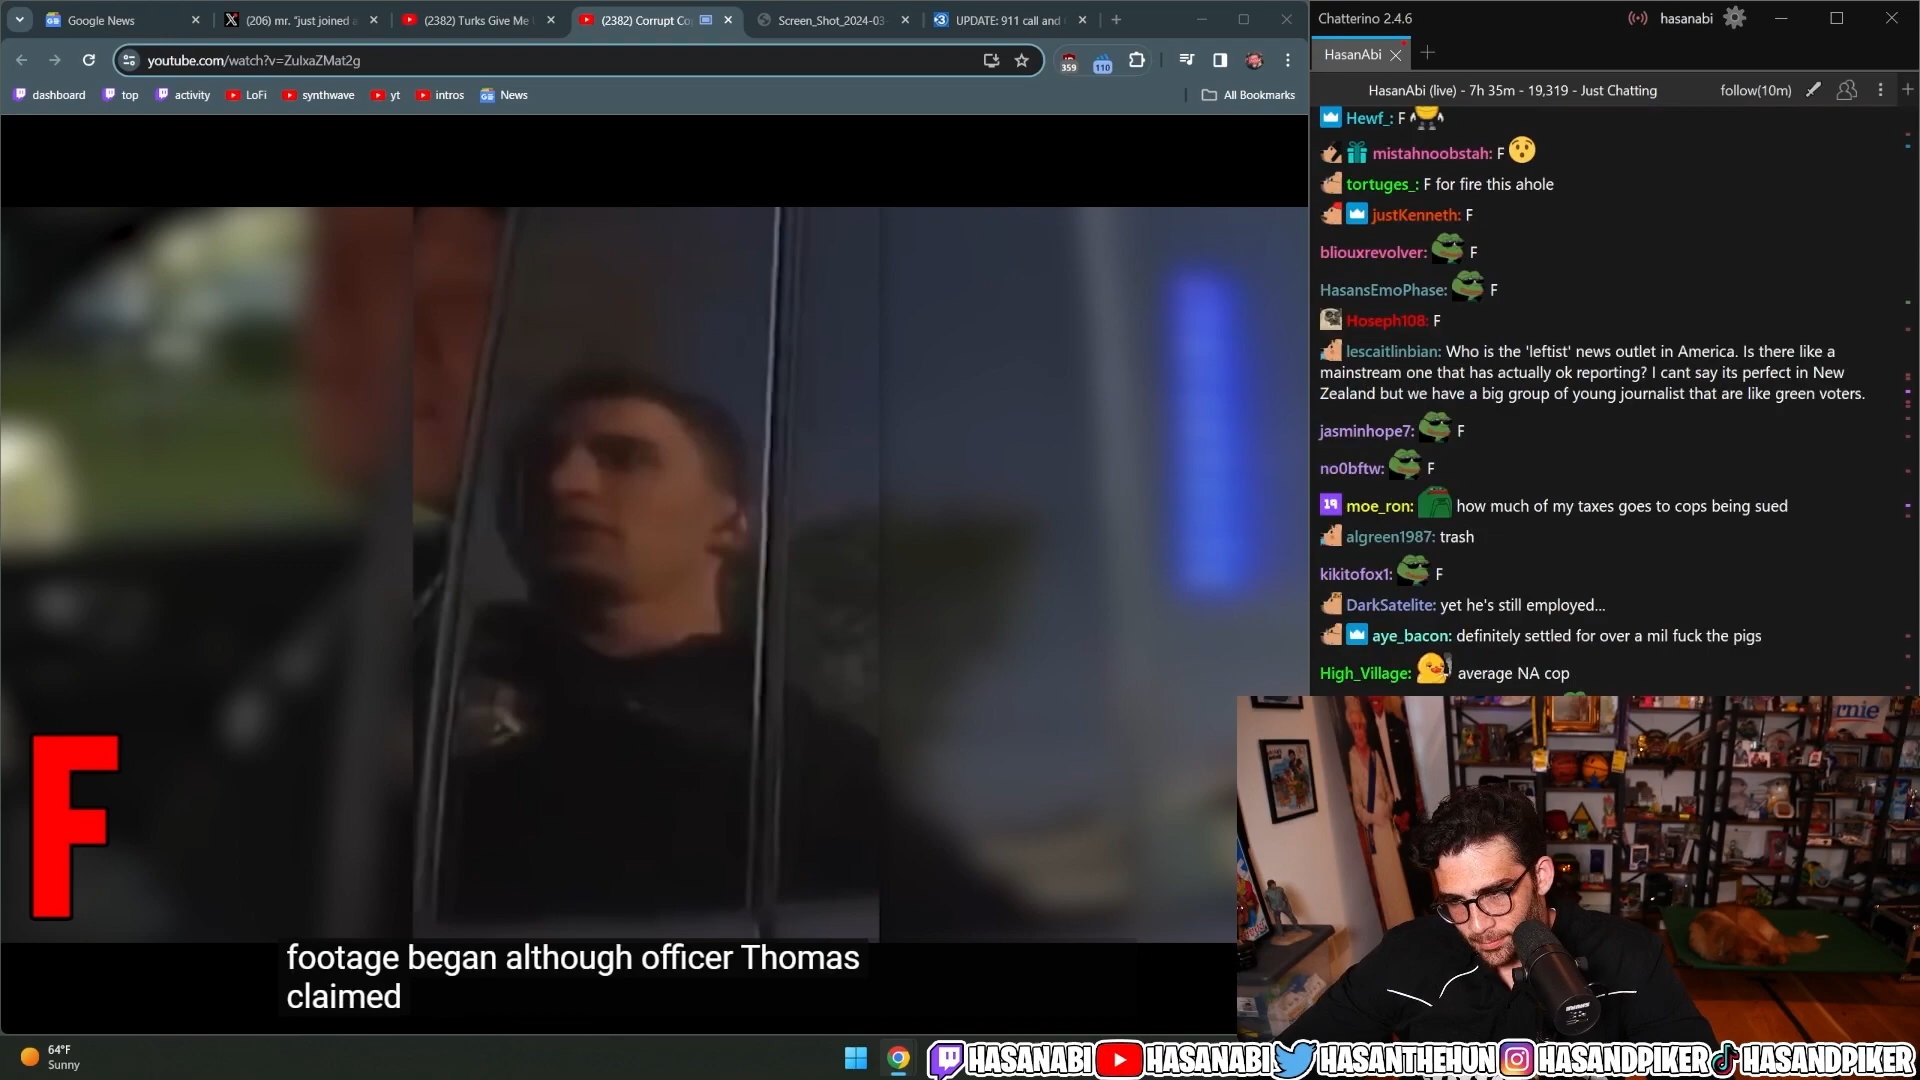 Google News
(206) mr. "just joined a
(2382) Turks Give Me
(2382) Corrupt Co
Screen_Shot_2024-03-
UPDATE: 911 call and
youtube.com/watch?v=ZulxaZMat2g
359
110
dashboard
top
activity
LoFi
synthwave
yt
intros
News
All Bookmarks
F
footage began although officer Thomas
claimed
64°F
Sunny
Chatterino 2.4.6
hasanabi
HasanAbi
HasanAbi (live) - 7h 35m - 19,319 - Just Chatting
follow(10m)
Hewf_: F
mistahnoobstah: F
tortuges_: F for fire this ahole
justKenneth: F
bliouxrevolver: F
HasansEmoPhase: F
Hoseph108: F
lescaitlinbian: Who is the 'leftist' news outlet in America. Is there like a
mainstream one that has actually ok reporting? I cant say its perfect in New
Zealand but we have a big group of young journalist that are like green voters.
jasminhope7: F
no0bftw: F
19 moe_ron: how much of my taxes goes to cops being sued
algreen1987: trash
kikitofox1: F
DarkSatelite: yet he's still employed...
aye_bacon: definitely settled for over a mil fuck the pigs
High_Village: average NA cop
rnie
HASANABI HASANABI HASANTHEHUN HASANDPIKER HASANDPIKER